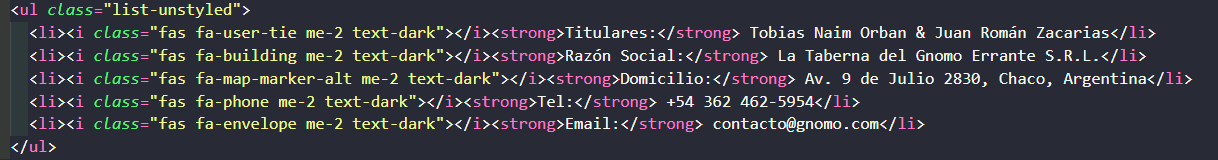 <ul class="list-unstyled">
<li><i class="fas fa-user-tie me-2 text-dark"></i><strong>Titulares:</strong> Tobias Naim Orban & Juan Román Zacarias</li>
<li><i class="fas fa-building me-2 text-dark"></i><strong>Razón Social:</strong> La Taberna del Gnomo Errante S.R.L.</li>
<li><i class="fas fa-map-marker-alt me-2 text-dark"></i><strong>Domicilio:</strong> Av. 9 de Julio 2830, Chaco, Argentina</li>
<li><i class="fas fa-phone me-2 text-dark"></i><strong>Tel:</strong> +54 362 462-5954</li>
<li><i class="fas fa-envelope me-2 text-dark"></i><strong>Email:</strong> contacto@gnomo.com</li>
</ul>